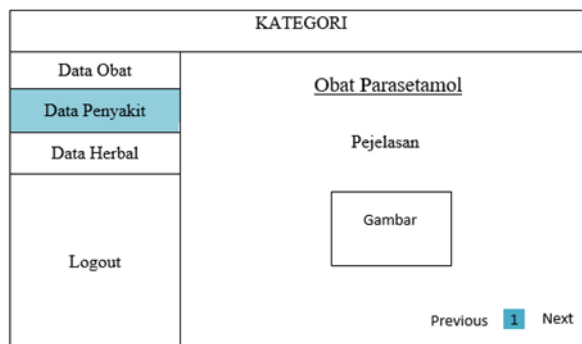 KATEGORI
Data Obat
Data Penyakit
Data Herbal
Logout
Obat Parasetamol
Pejelasan
Gambar
Previous 1 Next